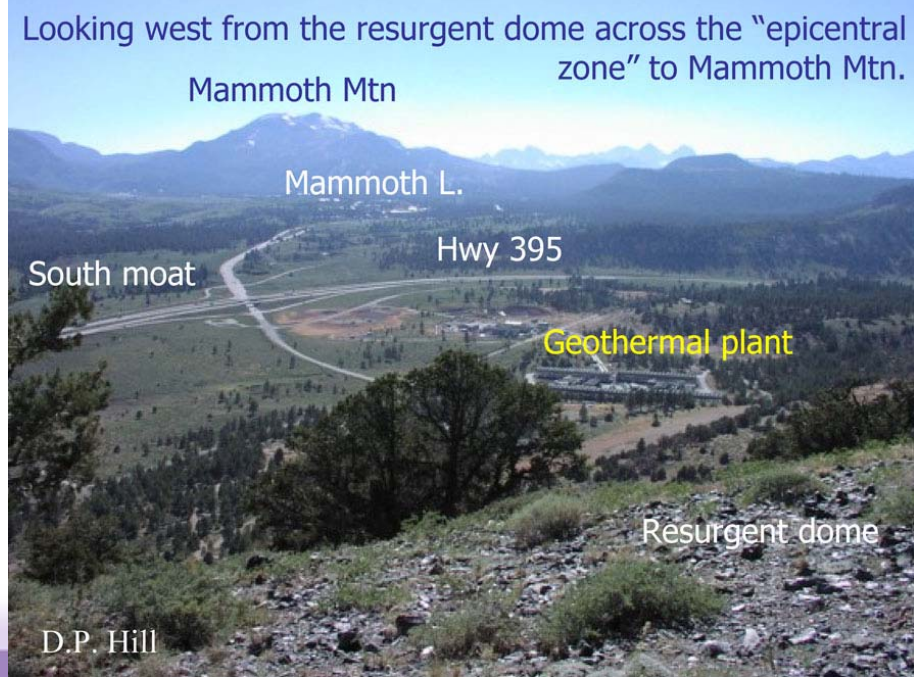 Looking west from the resurgent dome across the “epicentral
zone” to Mammoth Mtn.
Mammoth Mtn
Mammoth L.
Hwy 395
South moat
Geothermal plant
Resurgent dome
D.P. Hill